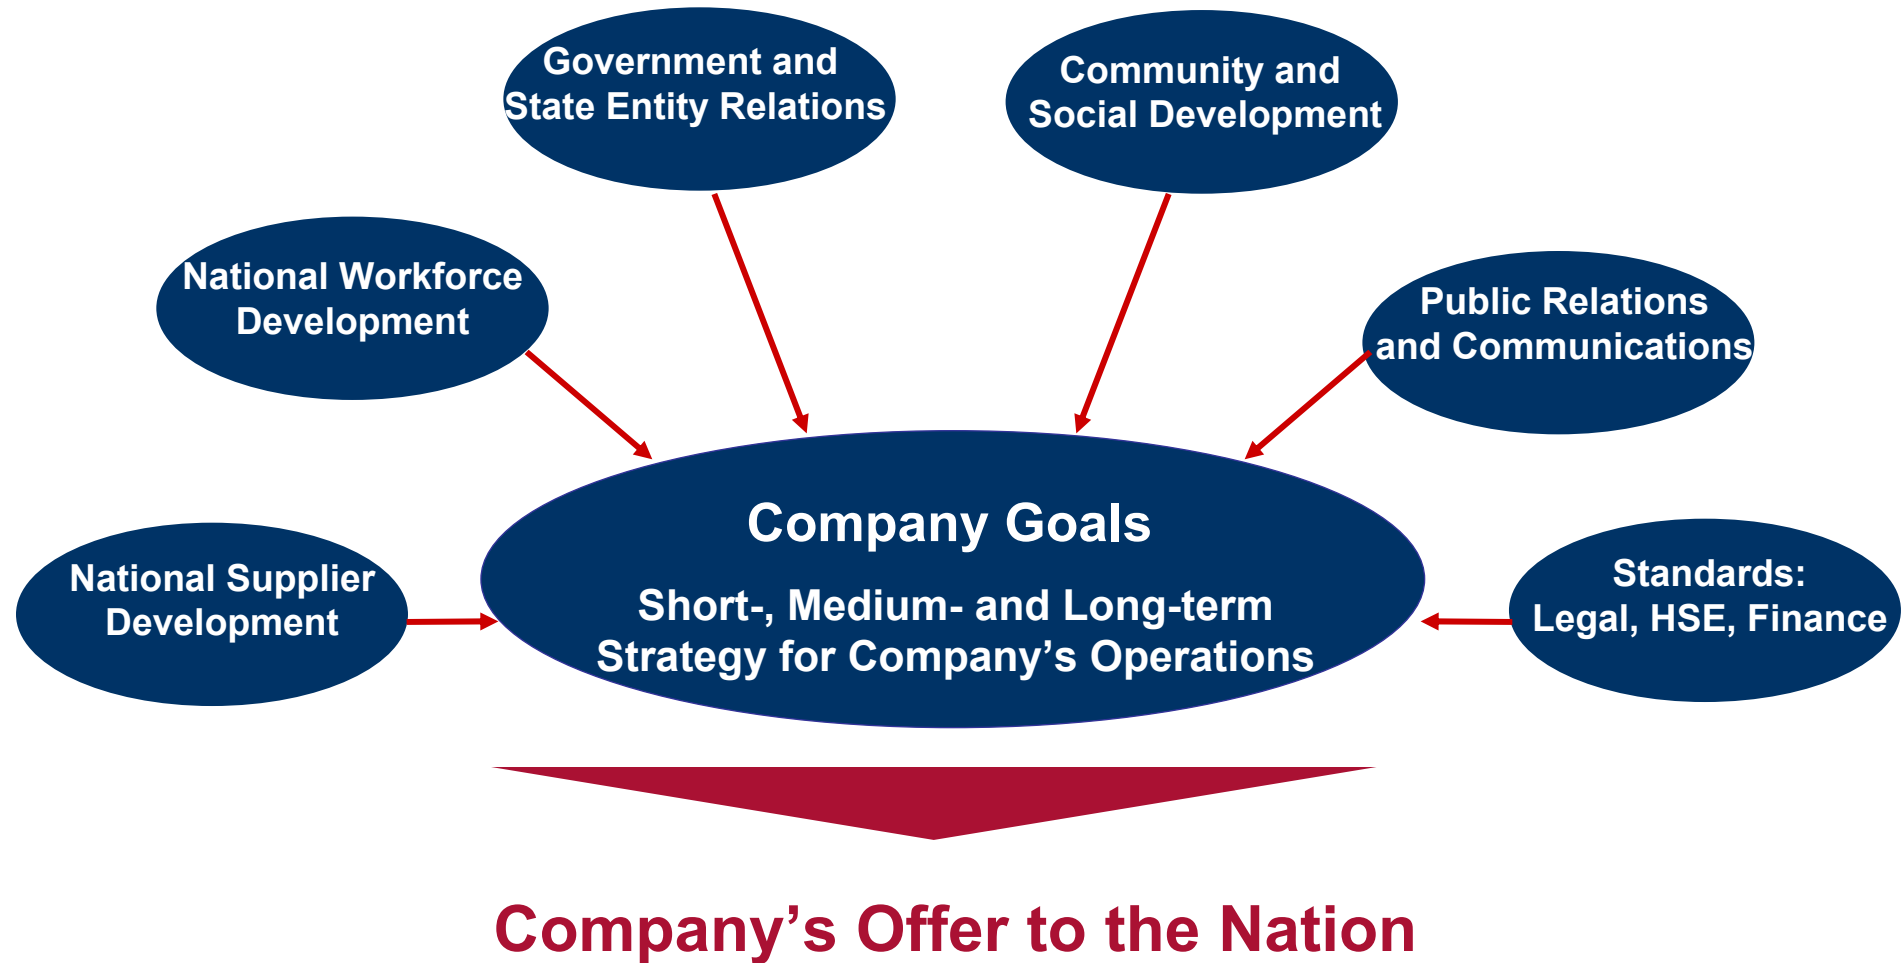 Government and
State Entity Relations
Community and
Social Development
National Workforce
Development
Public Relations
and Communications
Company Goals
Short-, Medium- and Long-term
Strategy for Company’s Operations
National Supplier
Development
Standards:
Legal, HSE, Finance
Company’s Offer to the Nation